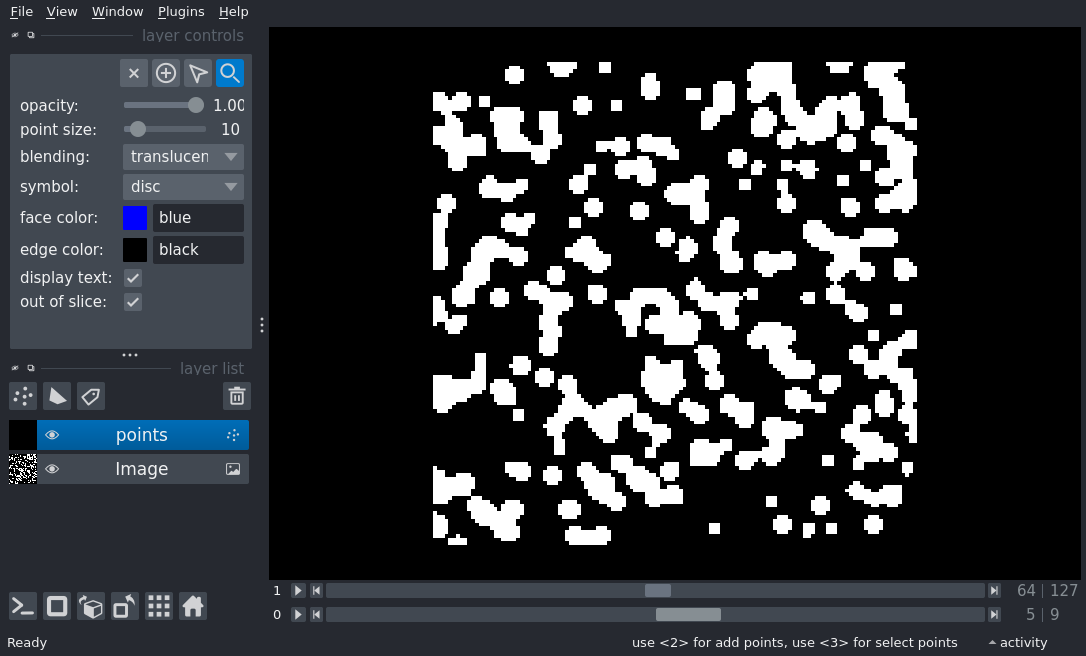 File View Window Plugins Help
layer controls
opacity: 1.00
point size: 10
blending: translucen
symbol: disc
face color: blue
edge color: black
display text:
out of slice:
layer list
points
Image
1 64 | 127
0 5 | 9
Ready use <2> for add points, use <3> for select points activity